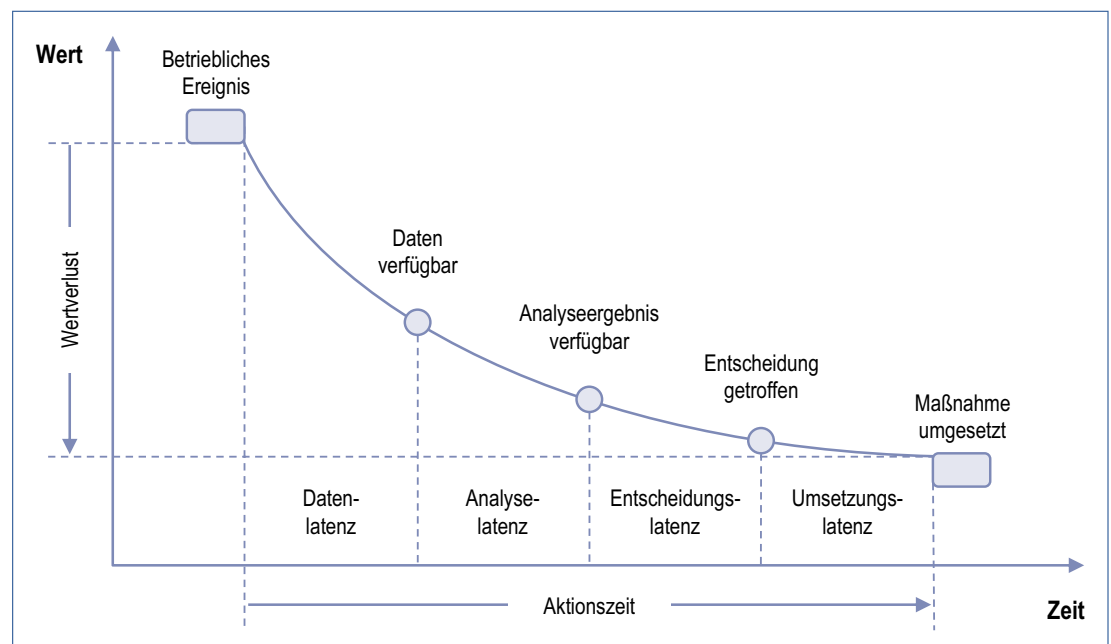 Wert
Betriebliches
Ereignis
Wertverlust
Daten
verfügbar
Analyseergebnis
verfügbar
Entscheidung
getroffen
Maßnahme
umgesetzt
Daten-
latenz
Analyse-
latenz
Entscheidungs-
latenz
Umsetzungs-
latenz
Aktionszeit
Zeit